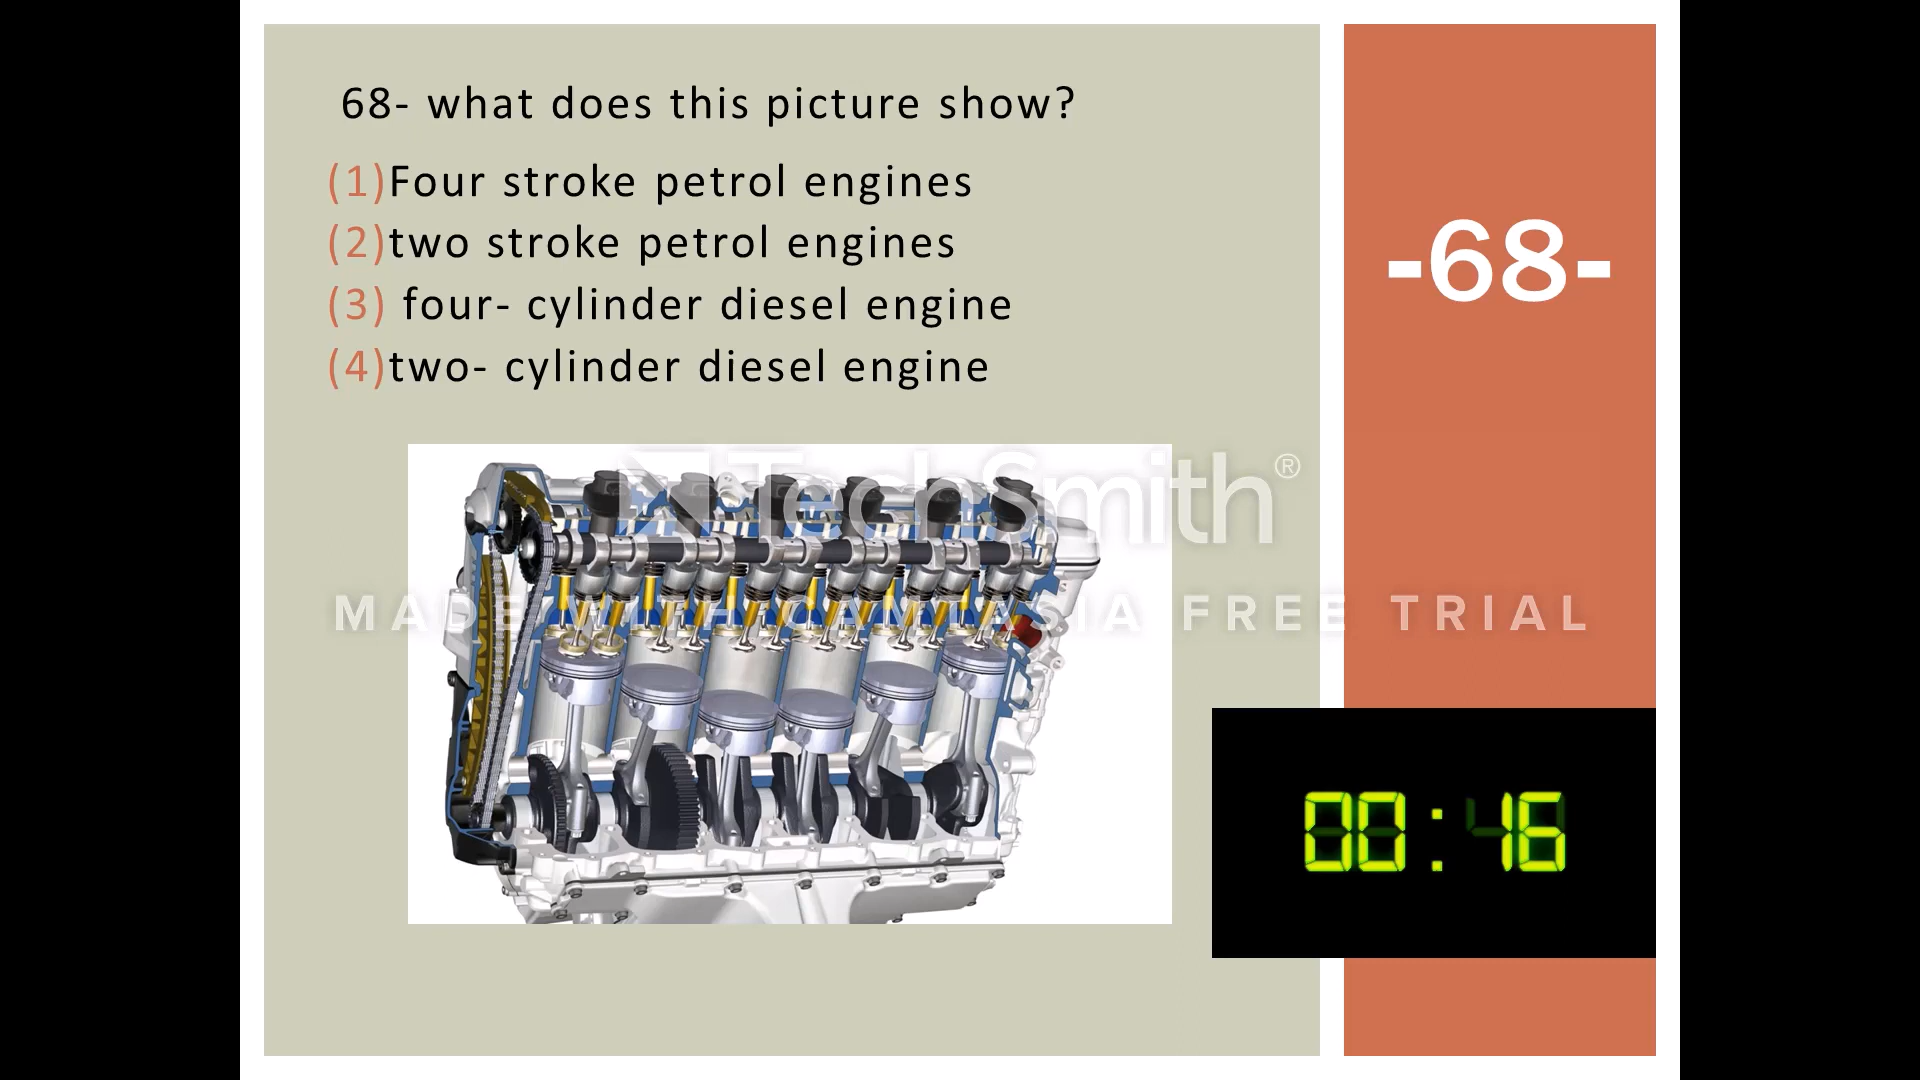 68- what does this picture show?
(1)Four stroke petrol engines
(2)two stroke petrol engines
(3) four- cylinder diesel engine
(4)two- cylinder diesel engine
-68-
TechSmith®
MADE WITH CAMTASIA FREE TRIAL
00:16